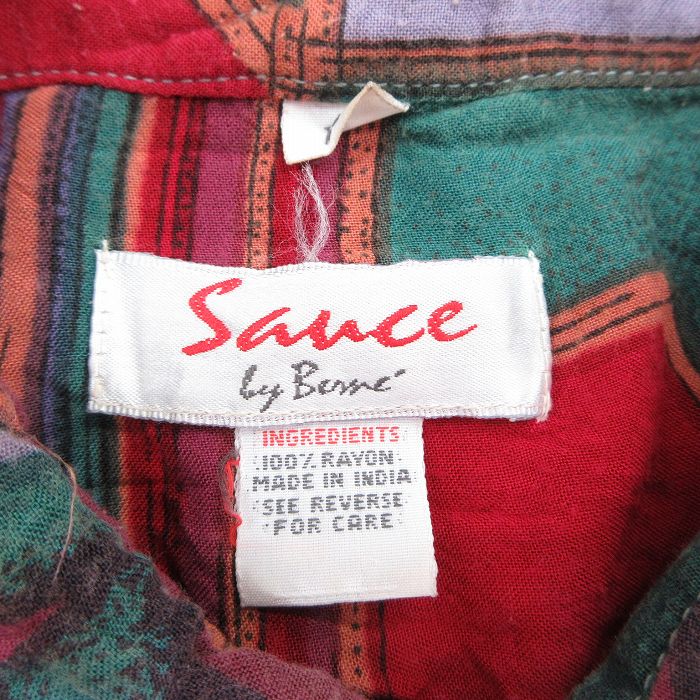 Sauce
by Berné
INGREDIENTS
100% RAYON
MADE IN INDIA
SEE REVERSE
FOR CARE